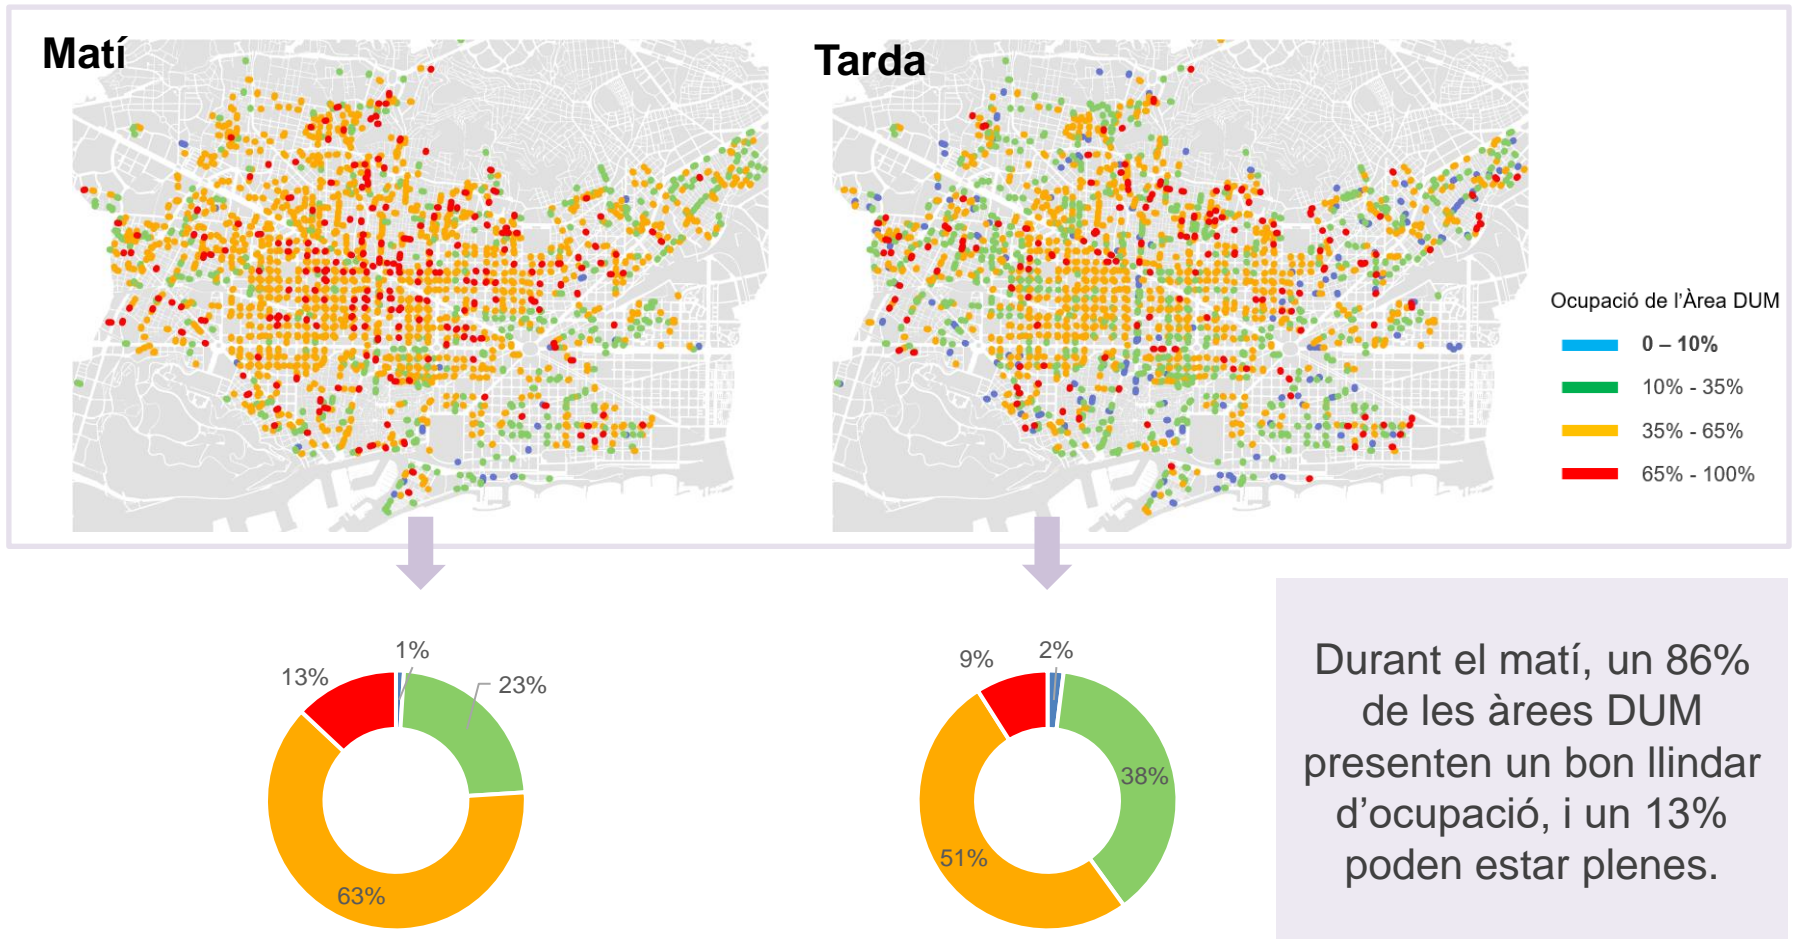 Matí
Tarda
Ocupació de l'Àrea DUM
0 – 10%
10% - 35%
35% - 65%
65% - 100%
1%
13%
23%
63%
9%
2%
38%
51%
Durant el matí, un 86%
de les àrees DUM
presenten un bon llindar
d’ocupació, i un 13%
poden estar plenes.